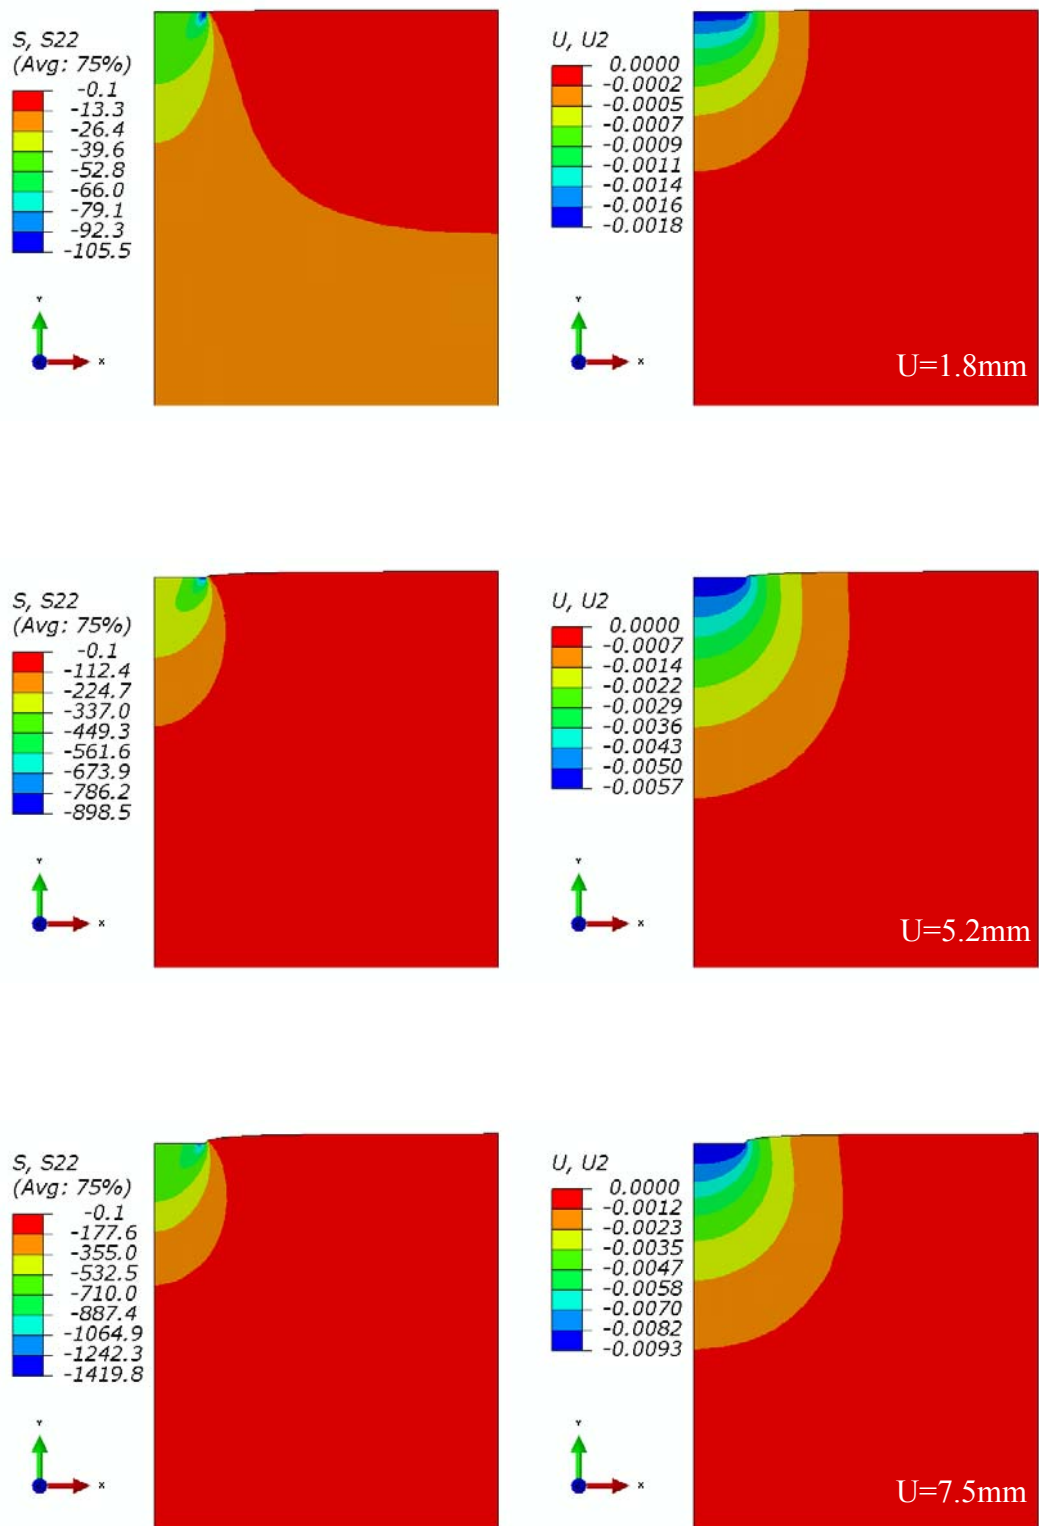 S, S22
(Avg: 75%)
-0.1
-13.3
-26.4
-39.6
-52.8
-66.0
-79.1
-92.3
-105.5
Y
X
U, U2
0.0000
-0.0002
-0.0005
-0.0007
-0.0009
-0.0011
-0.0014
-0.0016
-0.0018
Y
X
U=1.8mm
S, S22
(Avg: 75%)
-0.1
-112.4
-224.7
-337.0
-449.3
-561.6
-673.9
-786.2
-898.5
Y
X
U, U2
0.0000
-0.0007
-0.0014
-0.0022
-0.0029
-0.0036
-0.0043
-0.0050
-0.0057
Y
X
U=5.2mm
S, S22
(Avg: 75%)
-0.1
-177.6
-355.0
-532.5
-710.0
-887.4
-1064.9
-1242.3
-1419.8
Y
X
U, U2
0.0000
-0.0012
-0.0023
-0.0035
-0.0047
-0.0058
-0.0070
-0.0082
-0.0093
Y
X
U=7.5mm